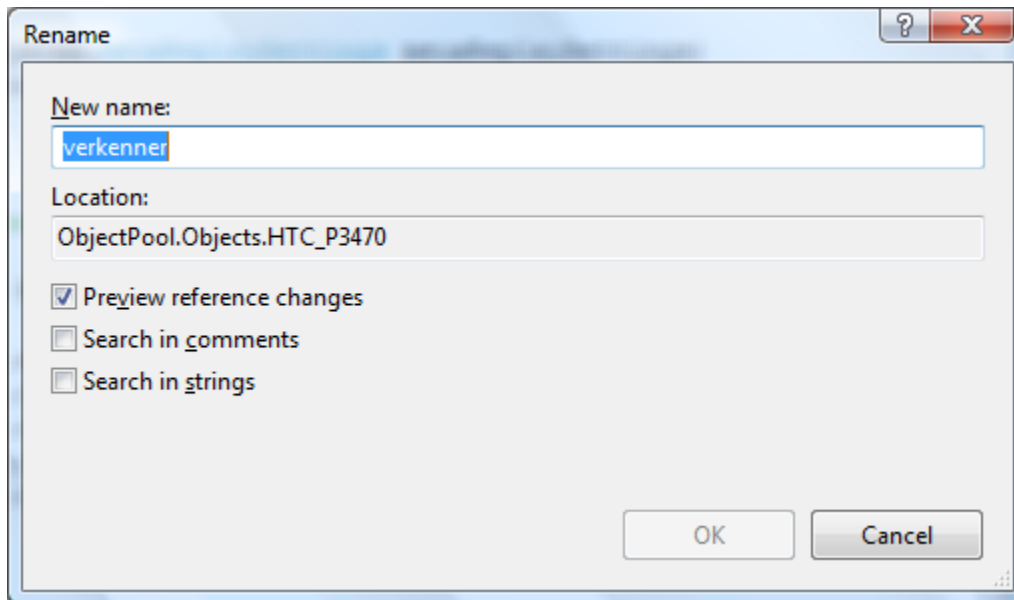 Rename
New name:
verkenner
Location:
ObjectPool.Objects.HTC_P3470
Preview reference changes
Search in comments
Search in strings
OK Cancel